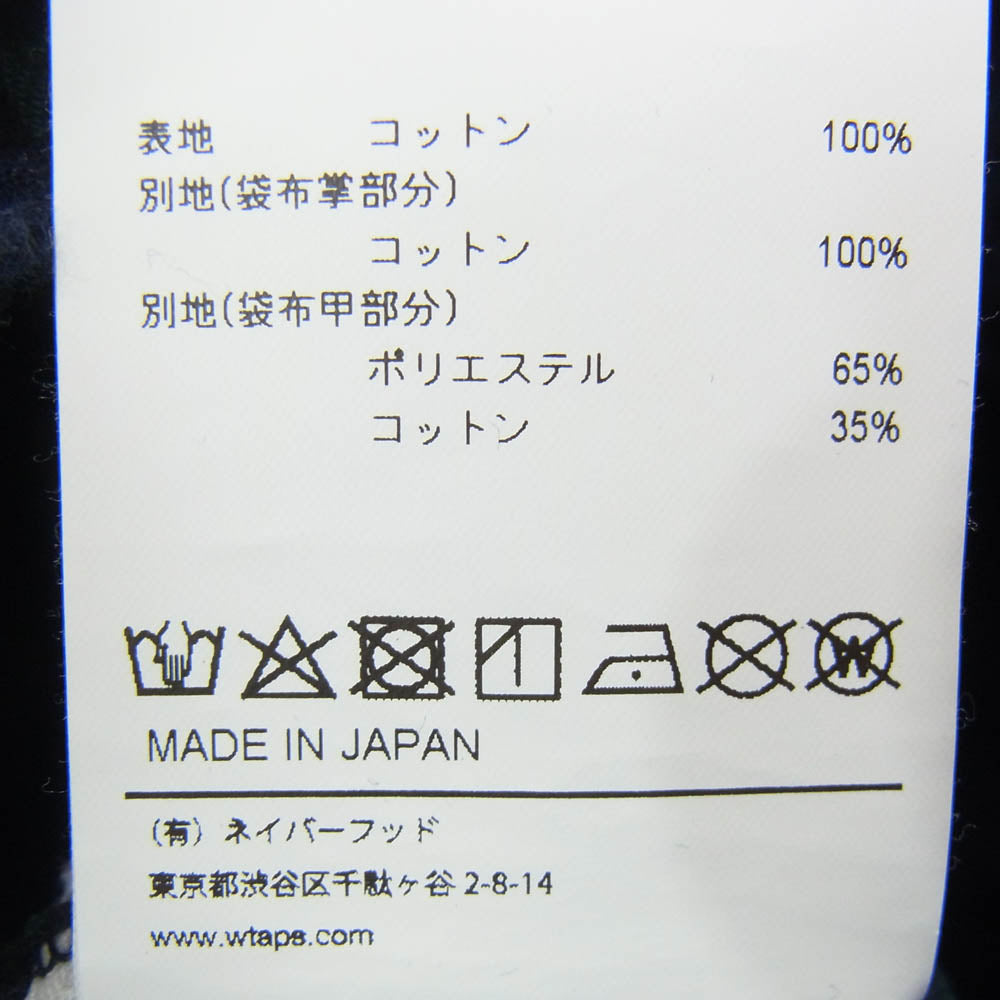 表地 コットン 100%
別地(袋布掌部分)
コットン 100%
別地(袋布甲部分)
ポリエステル 65%
コットン 35%
W
MADE IN JAPAN
(有) ネイバーフッド
東京都渋谷区千駄ヶ谷 2-8-14
www.wtaps.com